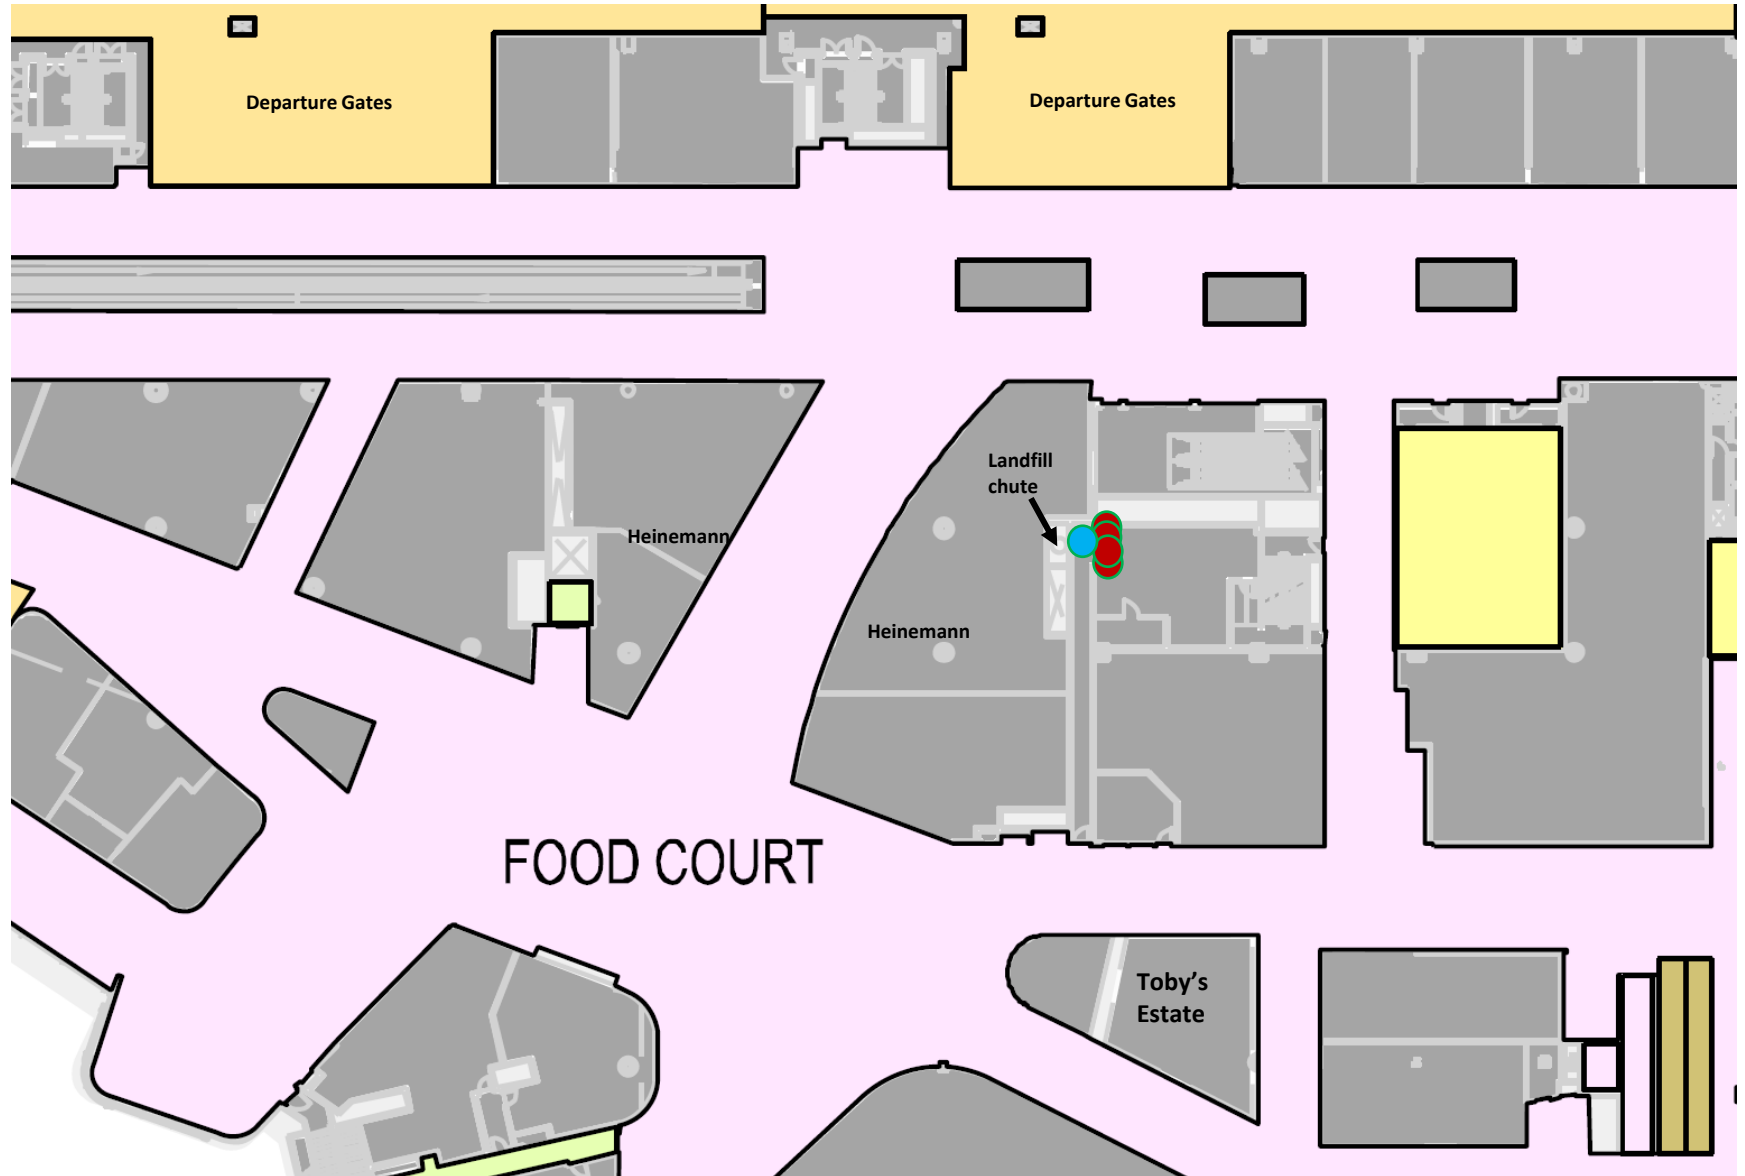 Departure Gates
Departure Gates
Landfill
chute
Heinemann
Heinemann
FOOD COURT
Toby’s
Estate